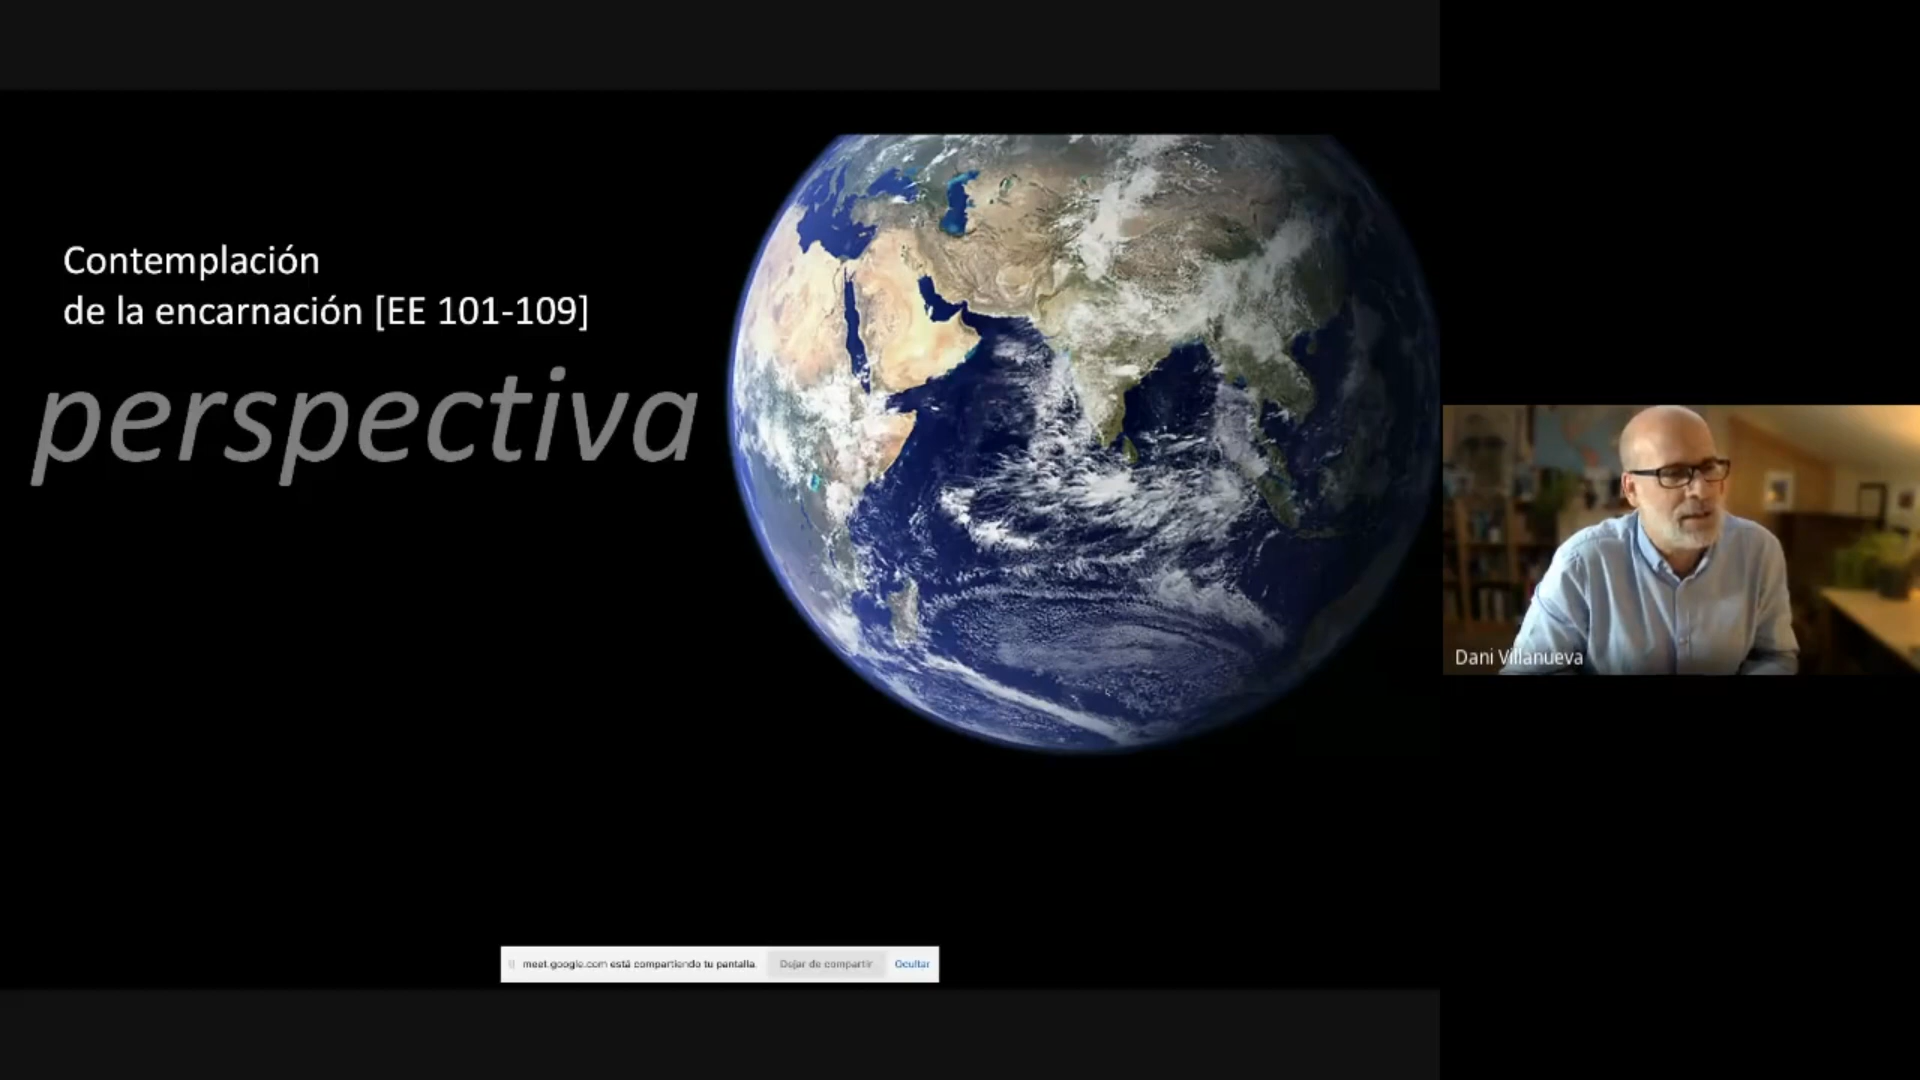 Contemplación
de la encarnación [EE 101-109]
perspectiva
Dani Villanueva
meet.google.com está compartiendo tu pantalla. Dejar de compartir Ocultar